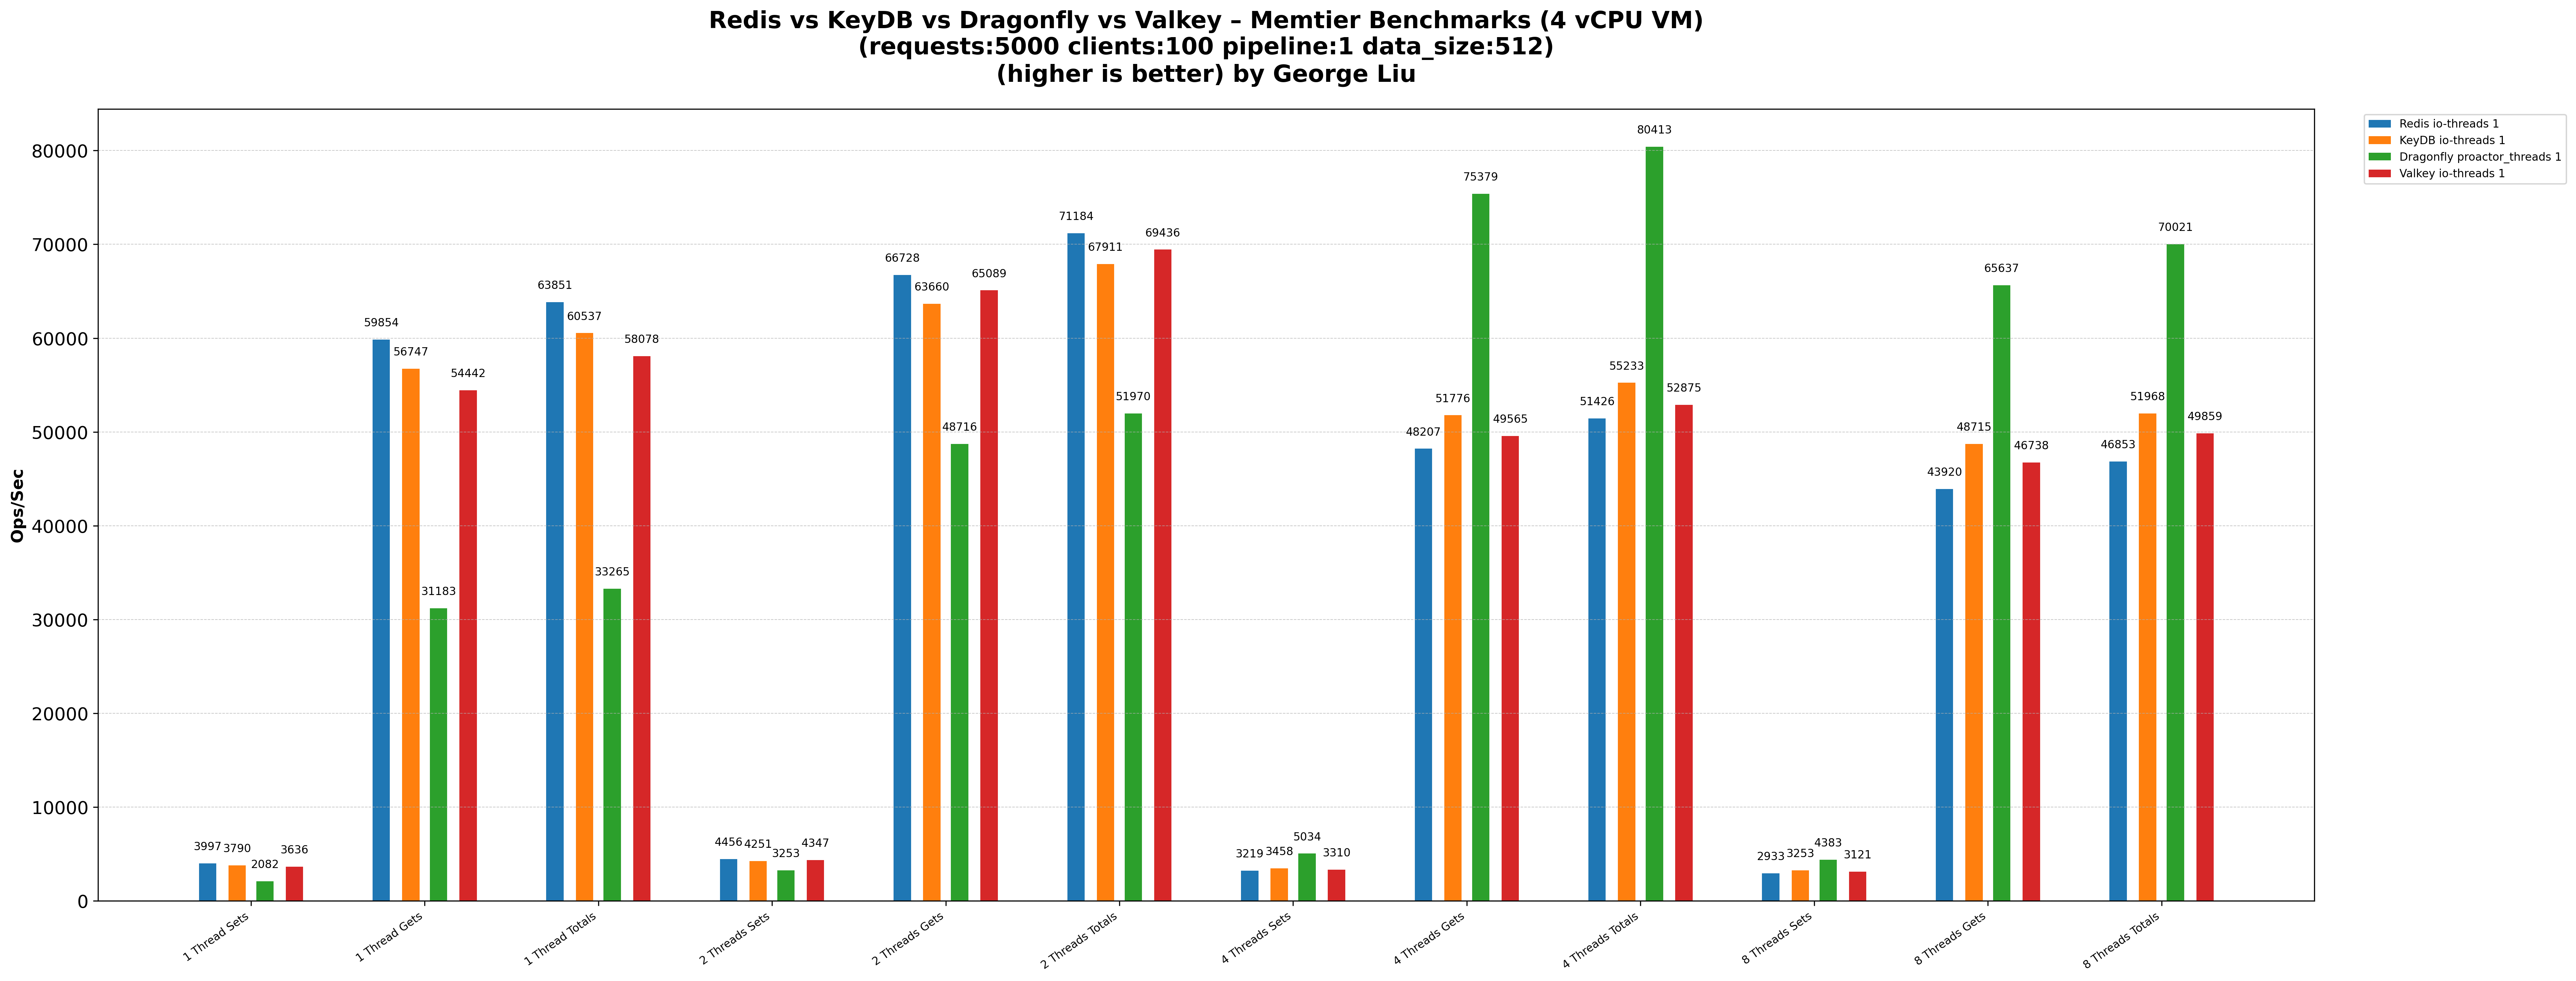 Redis vs KeyDB vs Dragonfly vs Valkey – Memtier Benchmarks (4 vCPU VM)
(requests:5000 clients:100 pipeline:1 data_size:512)
(higher is better) by George Liu
Redis io-threads 1
KeyDB io-threads 1
Dragonfly proactor_threads 1
Valkey io-threads 1
Ops/Sec
80000
70000
60000
50000
40000
30000
20000
10000
0
3997 3790 2082 3636
59854 56747 31183 54442
63851 60537 33265 58078
4456 4251 3253 4347
66728 63660 48716 65089
71184 67911 51970 69436
3219 3458 5034 3310
48207 51776 75379 49565
51426 55233 80413 52875
2933 3253 4383 3121
43920 48715 65637 46738
46853 51968 70021 49859
1 Thread Sets
1 Thread Gets
1 Thread Totals
2 Threads Sets
2 Threads Gets
2 Threads Totals
4 Threads Sets
4 Threads Gets
4 Threads Totals
8 Threads Sets
8 Threads Gets
8 Threads Totals